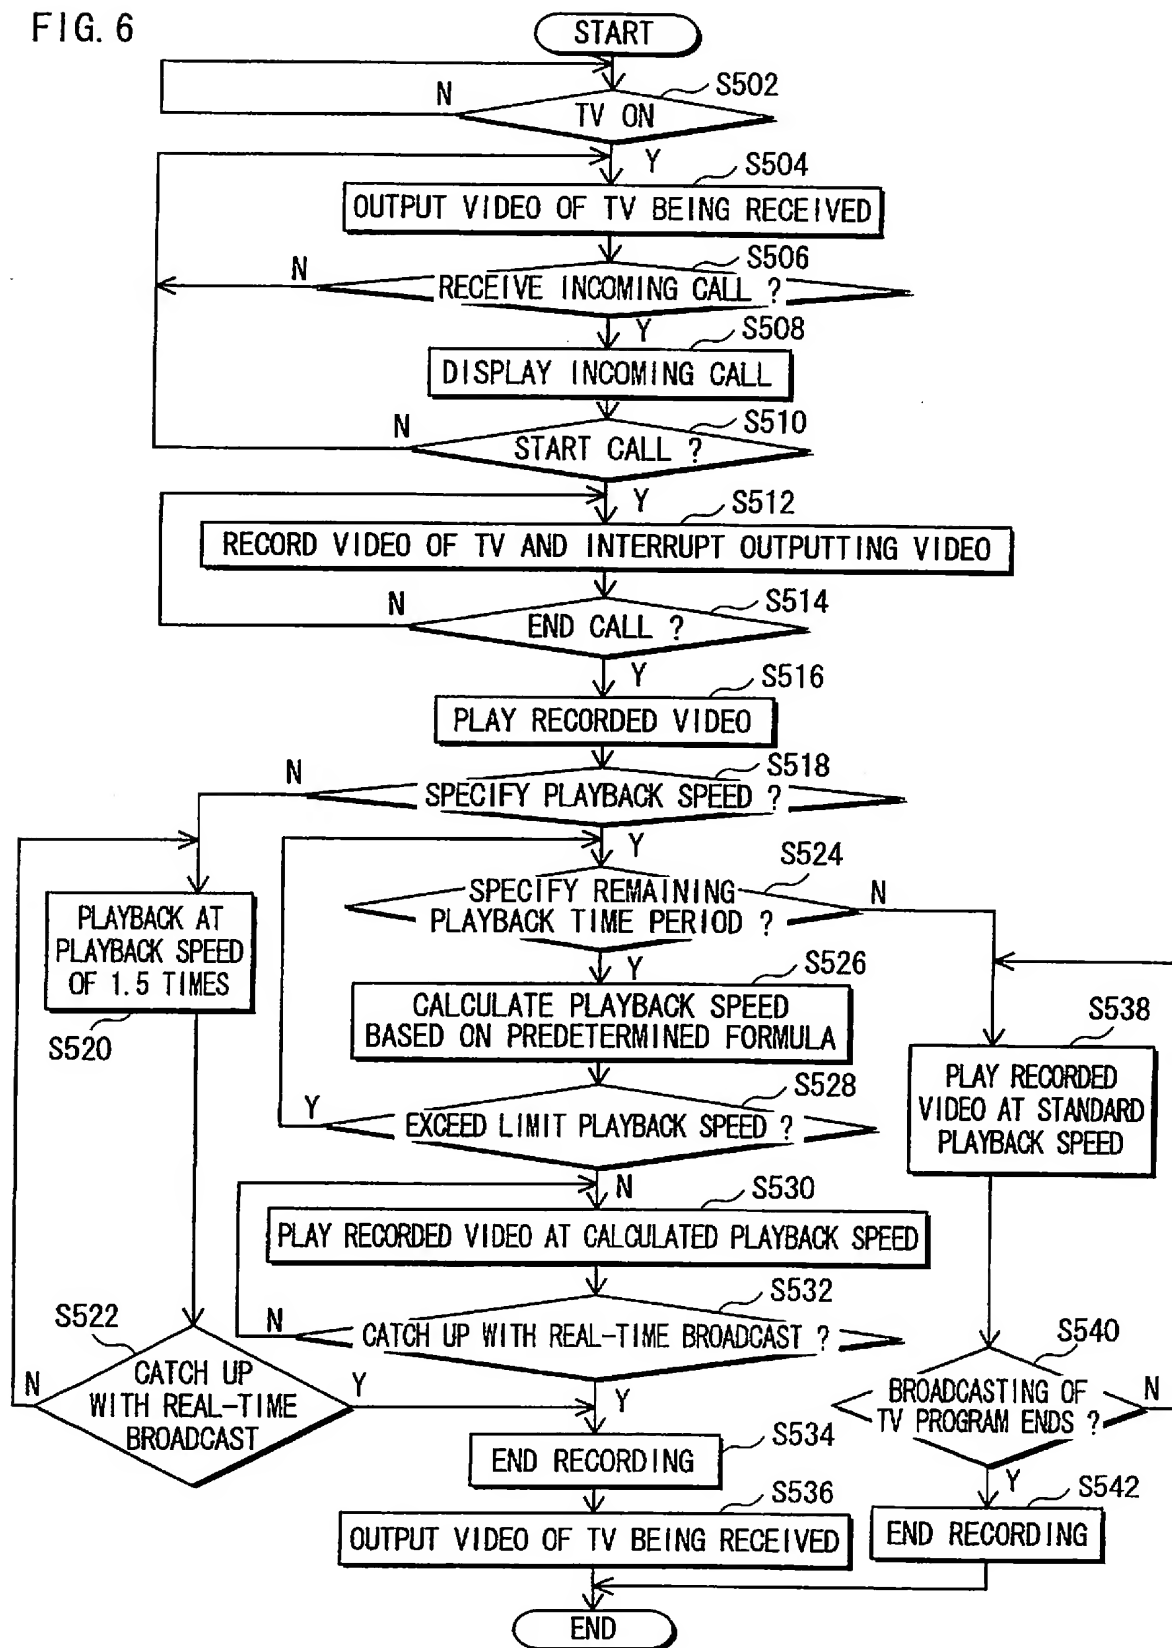 FIG. 6
START
S502
N
TV ON
Y
S504
OUTPUT VIDEO OF TV BEING RECEIVED
S506
N
RECEIVE INCOMING CALL ?
Y
S508
DISPLAY INCOMING CALL
S510
N
START CALL ?
Y
S512
RECORD VIDEO OF TV AND INTERRUPT OUTPUTTING VIDEO
S514
N
END CALL ?
Y
S516
PLAY RECORDED VIDEO
S518
N
SPECIFY PLAYBACK SPEED ?
Y
S524
SPECIFY REMAINING
PLAYBACK TIME PERIOD ?
N
Y
PLAYBACK AT
PLAYBACK SPEED
OF 1.5 TIMES
S520
S526
CALCULATE PLAYBACK SPEED
BASED ON PREDETERMINED FORMULA
S538
PLAY RECORDED
VIDEO AT STANDARD
PLAYBACK SPEED
S528
Y
EXCEED LIMIT PLAYBACK SPEED ?
N
S530
PLAY RECORDED VIDEO AT CALCULATED PLAYBACK SPEED
S532
N
CATCH UP WITH REAL-TIME BROADCAST ?
Y
S522
CATCH UP
WITH REAL-TIME
BROADCAST
N
Y
S540
BROADCASTING OF
TV PROGRAM ENDS ?
N
Y
S534
END RECORDING
S536
OUTPUT VIDEO OF TV BEING RECEIVED
S542
END RECORDING
END